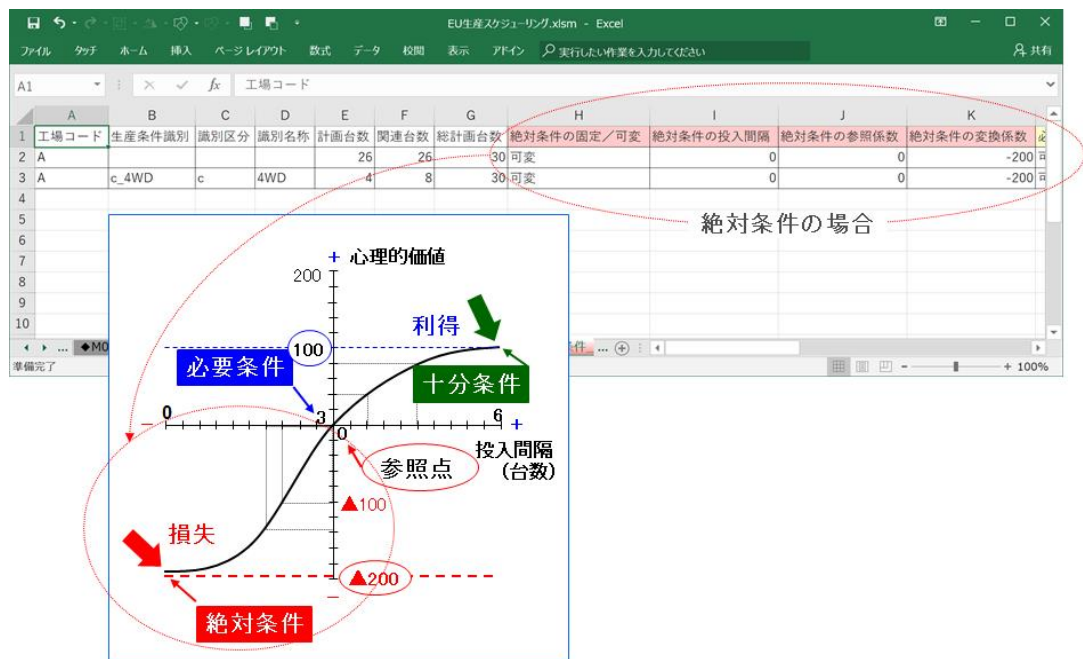 EU生産スケジューリング.xlsm - Excel
ファイル タッチ ホーム 挿入 ページ レイアウト 数式 データ 校閲 表示 アドイン 実行したい作業を入力してください 共有
A1 fx 工場コード
A B C D E F G H I J K
1 工場コード 生産条件識別 識別区分 識別名称 計画台数 関連台数 総計画台数 絶対条件の固定／可変 絶対条件の投入間隔 絶対条件の参照係数 絶対条件の変換係数 必
2 A 26 26 30 可変 0 0 -200 可
3 A c_4WD c 4WD 4 8 30 可変 0 0 -200 可
4
5
6
7
8
9
10
絶対条件の場合
... ◆M0 条件 ...
準備完了 - + 100%
+ 心理的価値
200
利得
100
必要条件
十分条件
0 3 6
- 0 +
投入間隔
(台数)
参照点
▲100
損失
▲200
-
絶対条件